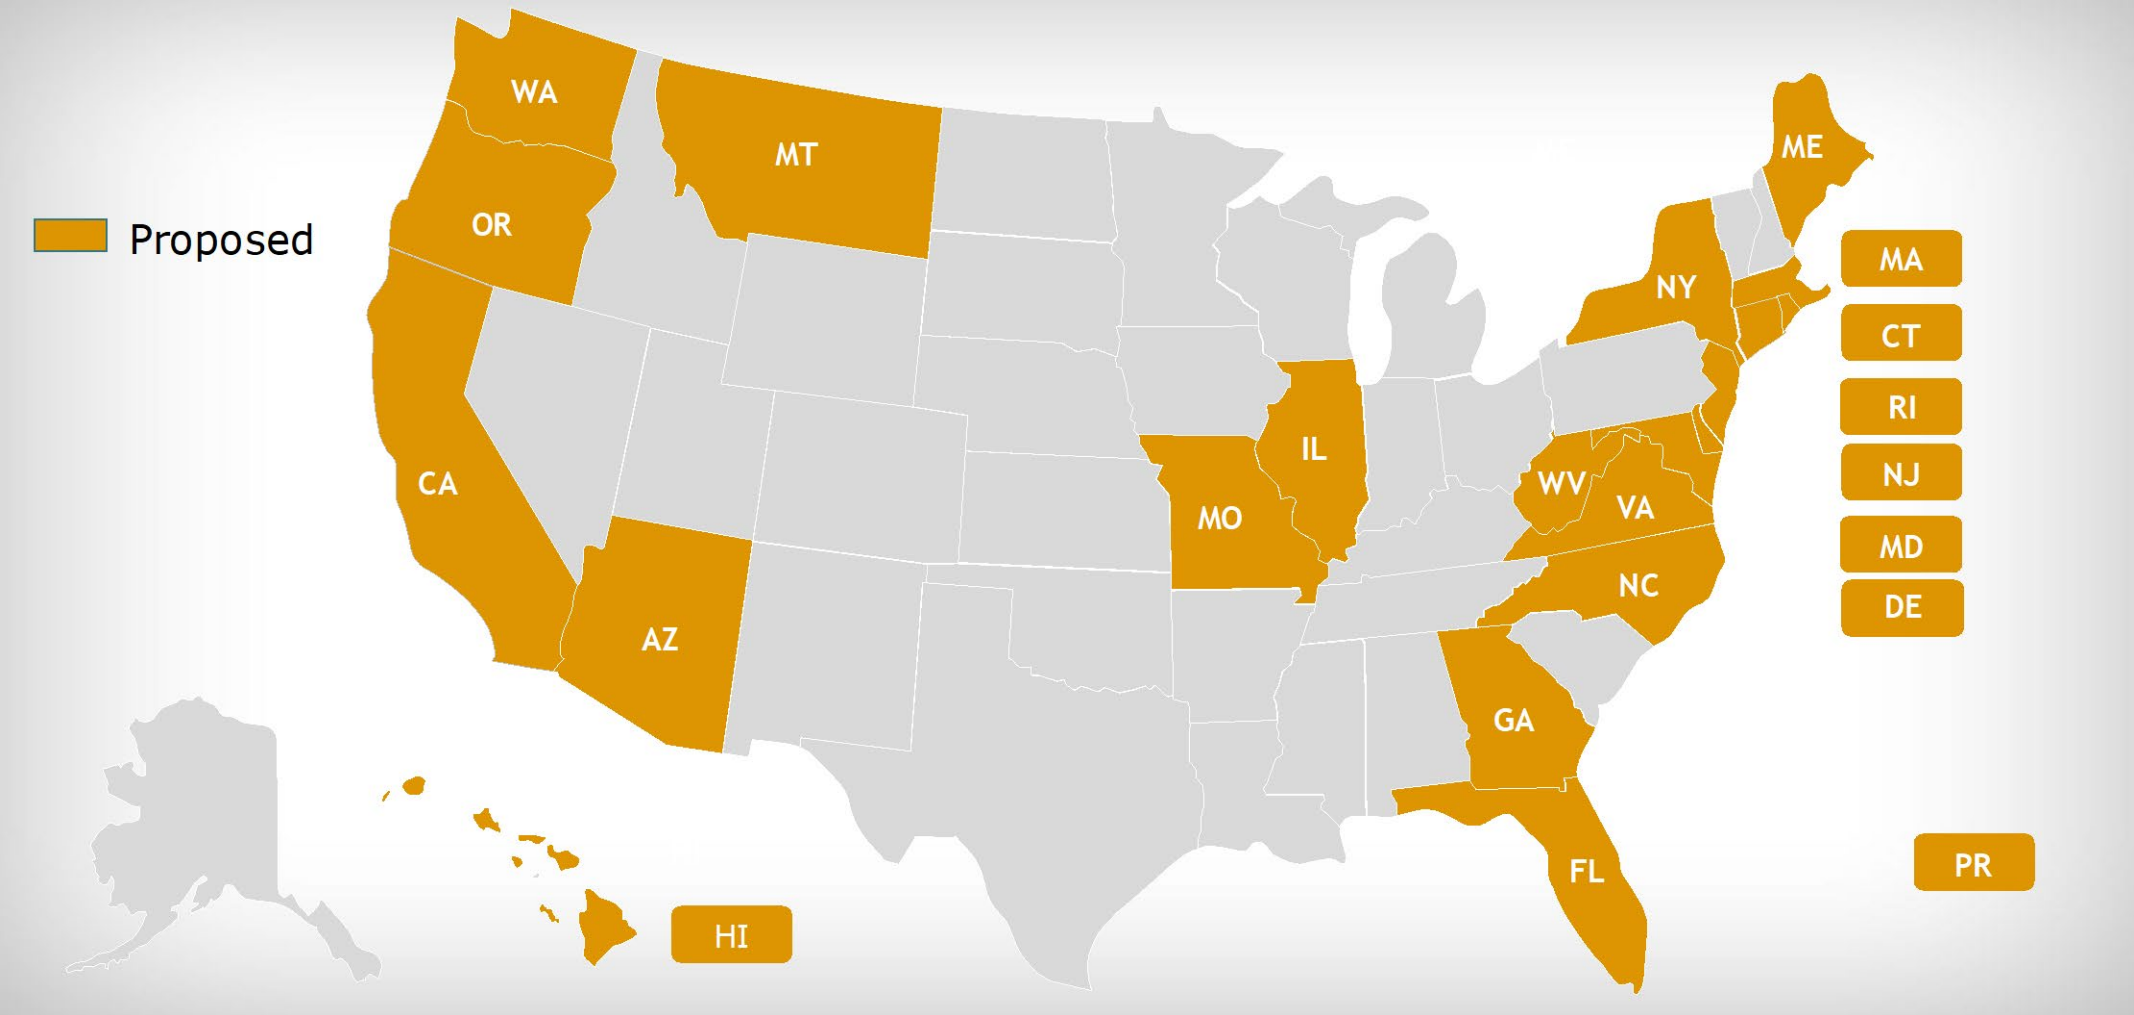 WA
MT
ME
OR
Proposed
MA
NY
CT
RI
IL
CA
WV
NJ
VA
MO
MD
NC
DE
AZ
GA
FL
PR
HI